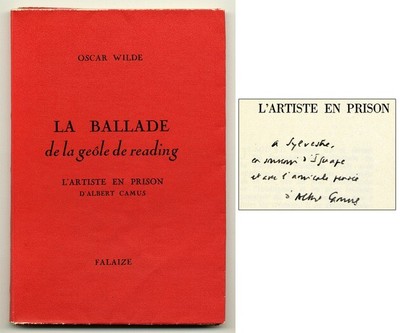 OSCAR WILDE
LA BALLADE
de la geôle de reading
L'ARTISTE EN PRISON
D'ALBERT CAMUS
FALAIZE
L'ARTISTE EN PRISON
à Sylvestre,
en souvenir d'
et avec l'amicale pensée
d'Albert Camus